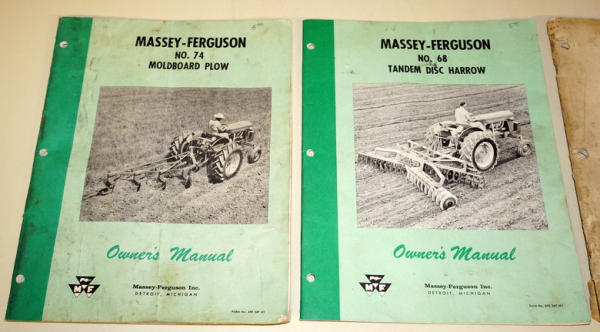 MASSEY-FERGUSON
NO. 74
MOLDBOARD PLOW
Owner's Manual
MF
Massey-Ferguson Inc.
DETROIT, MICHIGAN
MASSEY-FERGUSON
NO. 68
TANDEM DISC HARROW
Owner's Manual
MF
Massey-Ferguson Inc.
DETROIT, MICHIGAN